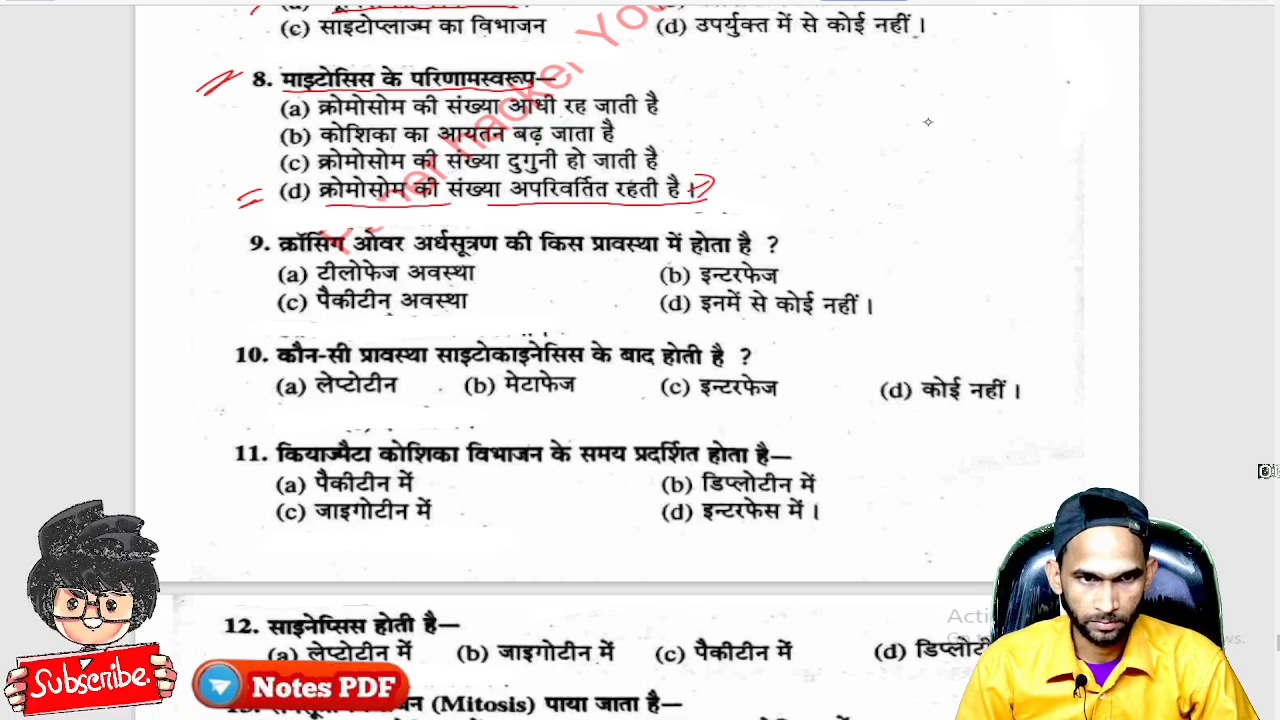 (c) साइटोप्लाज्म का विभाजन (d) उपर्युक्त में से कोई नहीं ।
8. माइटोसिस के परिणामस्वरूप—
(a) क्रोमोसोम की संख्या आधी रह जाती है
(b) कोशिका का आयतन बढ़ जाता है
(c) क्रोमोसोम की संख्या दुगुनी हो जाती है
(d) क्रोमोसोम की संख्या अपरिवर्तित रहती है ।
9. क्रॉसिंग ओवर अर्धसूत्रण की किस प्रावस्था में होता है ?
(a) टीलोफेज अवस्था (b) इन्टरफेज
(c) पैकीटीन अवस्था (d) इनमें से कोई नहीं ।
10. कौन-सी प्रावस्था साइटोकाइनेसिस के बाद होती है ?
(a) लेप्टोटीन (b) मेटाफेज (c) इन्टरफेज (d) कोई नहीं ।
11. कियाज्मैटा कोशिका विभाजन के समय प्रदर्शित होता है—
(a) पैकीटीन में (b) डिप्लोटीन में
(c) जाइगोटीन में (d) इन्टरफेस में ।
12. साइनेप्सिस होती है—
(a) लेप्टोटीन में (b) जाइगोटीन में (c) पैकीटीन में (d)
(Mitosis) पाया जाता है—
hacker
Subscribe.
Notes PDF